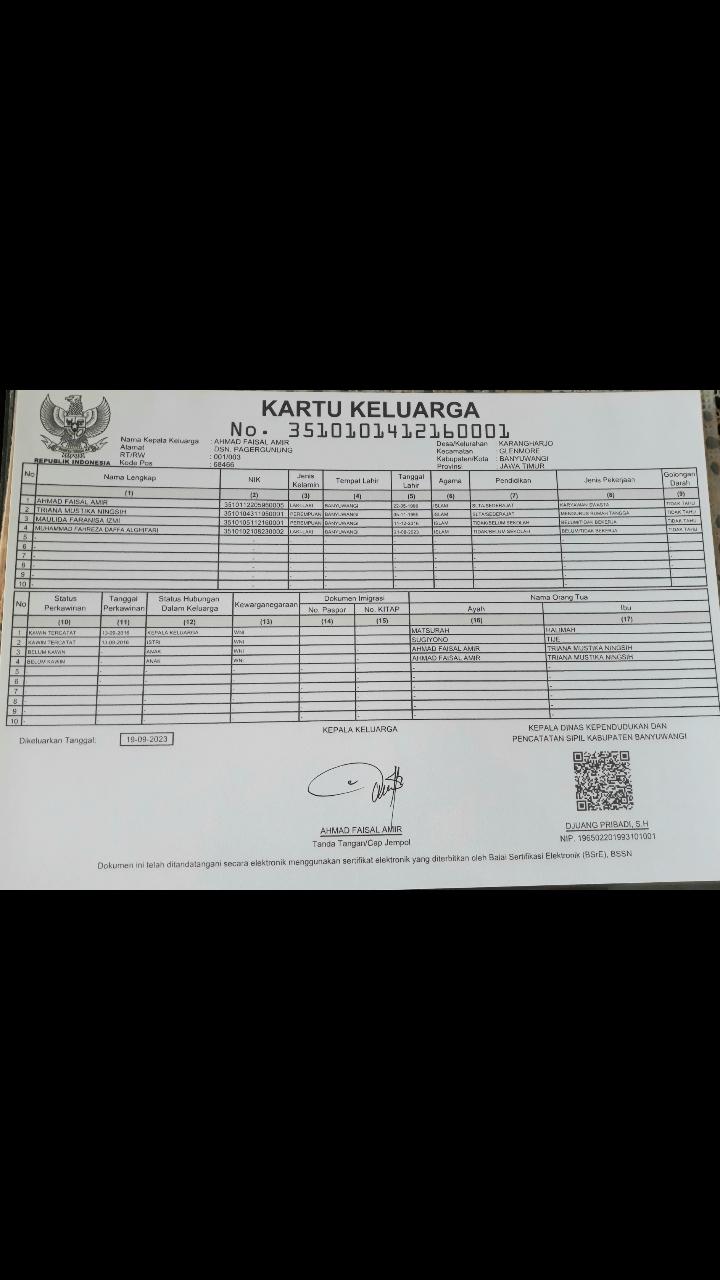 KARTU KELUARGA
No. 3510101412160001
REPUBLIK INDONESIA
Nama Kepala Keluarga : AHMAD FAISAL AMIR
Alamat : DSN. PAGERGUNUNG
RT/RW : 001/003
Kode Pos : 68466
Desa/Kelurahan : KARANGHARJO
Kecamatan : GLENMORE
Kabupaten/Kota : BANYUWANGI
Provinsi : JAWA TIMUR
No Nama Lengkap NIK Jenis Kelamin Tempat Lahir Tanggal Lahir Agama Pendidikan Jenis Pekerjaan Golongan Darah
(1) (2) (3) (4) (5) (6) (7) (8) (9)
1 AHMAD FAISAL AMIR LAKI-LAKI BANYUWANGI ISLAM SLTA/SEDERAJAT KARYAWAN SWASTA TIDAK TAHU
2 TRIANA MUSTIKA NINGSIH PEREMPUAN BANYUWANGI ISLAM SLTA/SEDERAJAT MENGURUS RUMAH TANGGA TIDAK TAHU
3 MAULIDA FARANISA IZMI 3510105112160001 PEREMPUAN BANYUWANGI 11-12-2016 ISLAM TIDAK/BELUM SEKOLAH BELUM/TIDAK BEKERJA TIDAK TAHU
4 MUHAMMAD FAHREZA DAFFA ALGHIFARI 3510102108230002 LAKI-LAKI BANYUWANGI 21-08-2023 ISLAM TIDAK/BELUM SEKOLAH BELUM/TIDAK BEKERJA TIDAK TAHU
5 -
6 -
7 -
8 -
9 -
10 -
No Status Perkawinan Tanggal Perkawinan Status Hubungan Dalam Keluarga Kewarganegaraan Dokumen Imigrasi Nama Orang Tua
No. Paspor No. KITAP Ayah Ibu
(10) (11) (12) (13) (14) (15) (16) (17)
1 KAWIN TERCATAT 13-09-2016 KEPALA KELUARGA WNI MATSURAH HALIMAH
2 KAWIN TERCATAT 13-09-2016 ISTRI WNI SUGIYONO TIJE
3 BELUM KAWIN - ANAK WNI AHMAD FAISAL AMIR TRIANA MUSTIKA NINGSIH
4 BELUM KAWIN - ANAK WNI AHMAD FAISAL AMIR TRIANA MUSTIKA NINGSIH
5 -
6 -
7 -
8 -
9 -
10 -
Dikeluarkan Tanggal: 19-09-2023
KEPALA KELUARGA
AHMAD FAISAL AMIR
Tanda Tangan/Cap Jempol
KEPALA DINAS KEPENDUDUKAN DAN
PENCATATAN SIPIL KABUPATEN BANYUWANGI
DJUANG PRIBADI, S.H
NIP. 196502201993101001
Dokumen ini telah ditandatangani secara elektronik menggunakan sertifikat elektronik yang diterbitkan oleh Balai Sertifikasi Elektronik (BSrE), BSSN